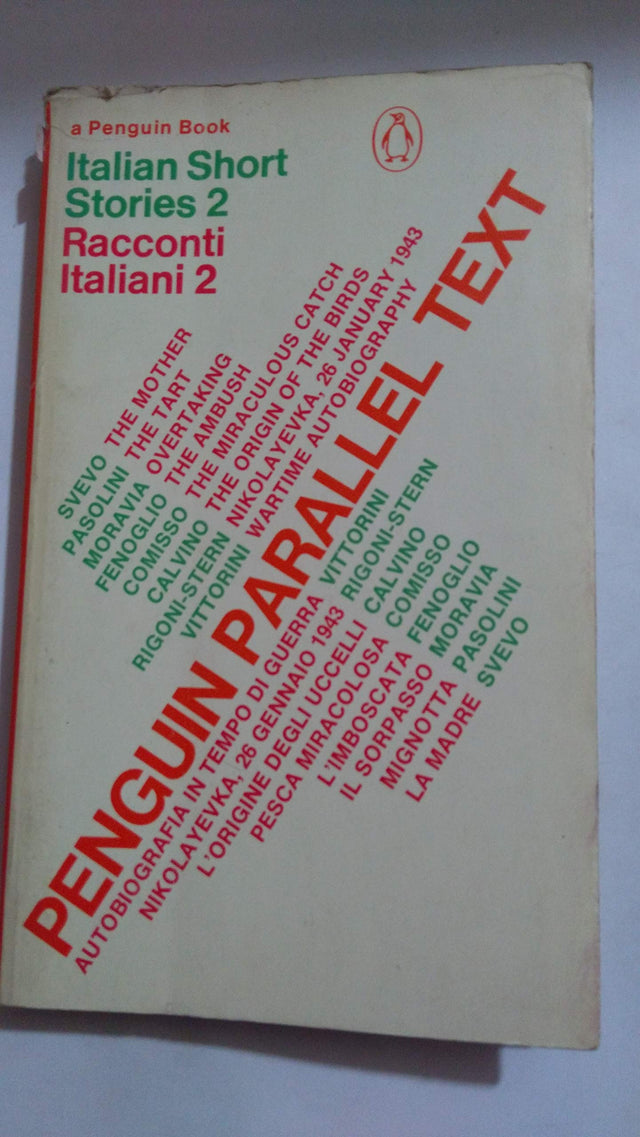 a Penguin Book
Italian Short
Stories 2
Racconti
Italiani 2
SVEVO THE MOTHER
PASOLINI THE TART
MORAVIA OVERTAKING
FENOGLIO THE AMBUSH
COMISSO THE MIRACULOUS CATCH
CALVINO THE ORIGIN OF THE BIRDS
RIGONI-STERN NIKOLAYEVKA, 26 JANUARY 1943
VITTORINI WARTIME AUTOBIOGRAPHY
PENGUIN PARALLEL TEXT
AUTOBIOGRAFIA IN TEMPO DI GUERRA VITTORINI
NIKOLAYEVKA, 26 GENNAIO 1943 RIGONI-STERN
L'ORIGINE DEGLI UCCELLI CALVINO
PESCA MIRACOLOSA COMISSO
L'IMBOSCATA FENOGLIO
IL SORPASSO MORAVIA
MIGNOTTA PASOLINI
LA MADRE SVEVO